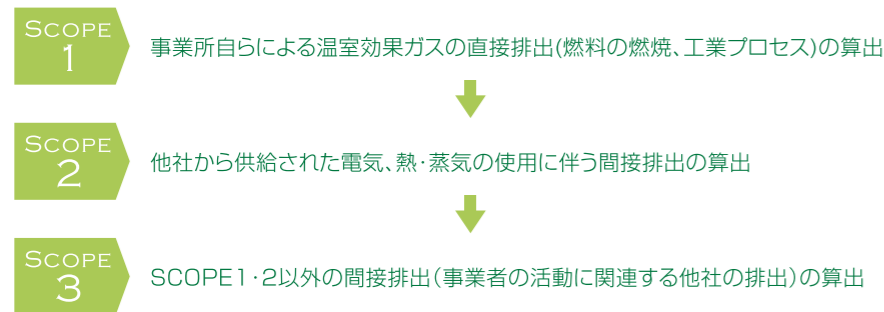 SCOPE
1
事業所自らによる温室効果ガスの直接排出(燃料の燃焼、工業プロセス)の算出
SCOPE
2
他社から供給された電気、熱・蒸気の使用に伴う間接排出の算出
SCOPE
3
SCOPE1・2以外の間接排出(事業者の活動に関連する他社の排出)の算出